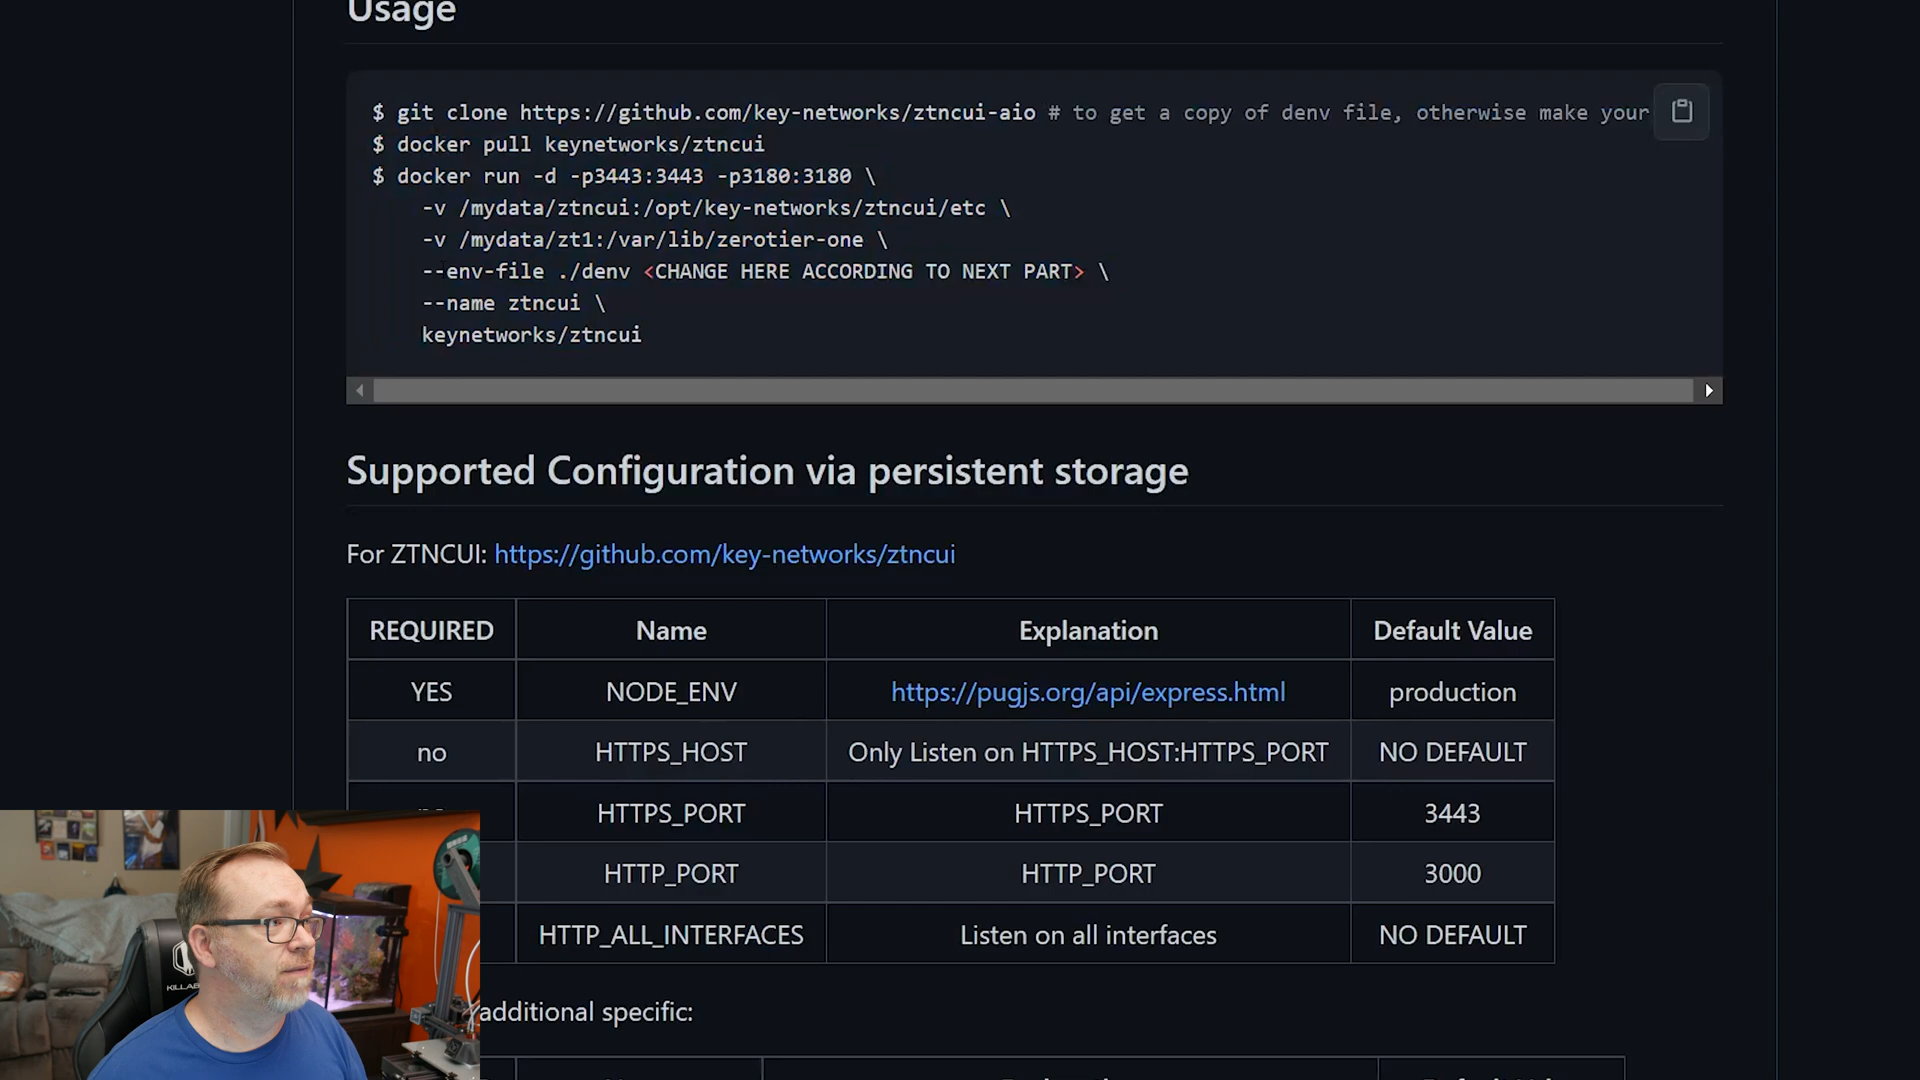 Usage
$ git clone https://github.com/key-networks/ztncui-aio # to get a copy of denv file, otherwise make your
$ docker pull keynetworks/ztncui
$ docker run -d -p3443:3443 -p3180:3180 \
-v /mydata/ztncui:/opt/key-networks/ztncui/etc \
-v /mydata/zt1:/var/lib/zerotier-one \
--env-file ./denv <CHANGE HERE ACCORDING TO NEXT PART> \
--name ztncui \
keynetworks/ztncui
Supported Configuration via persistent storage
For ZTNCUI: https://github.com/key-networks/ztncui
REQUIRED Name Explanation Default Value
YES NODE_ENV https://pugjs.org/api/express.html production
no HTTPS_HOST Only Listen on HTTPS_HOST:HTTPS_PORT NO DEFAULT
HTTPS_PORT HTTPS_PORT 3443
HTTP_PORT HTTP_PORT 3000
HTTP_ALL_INTERFACES Listen on all interfaces NO DEFAULT
additional specific: